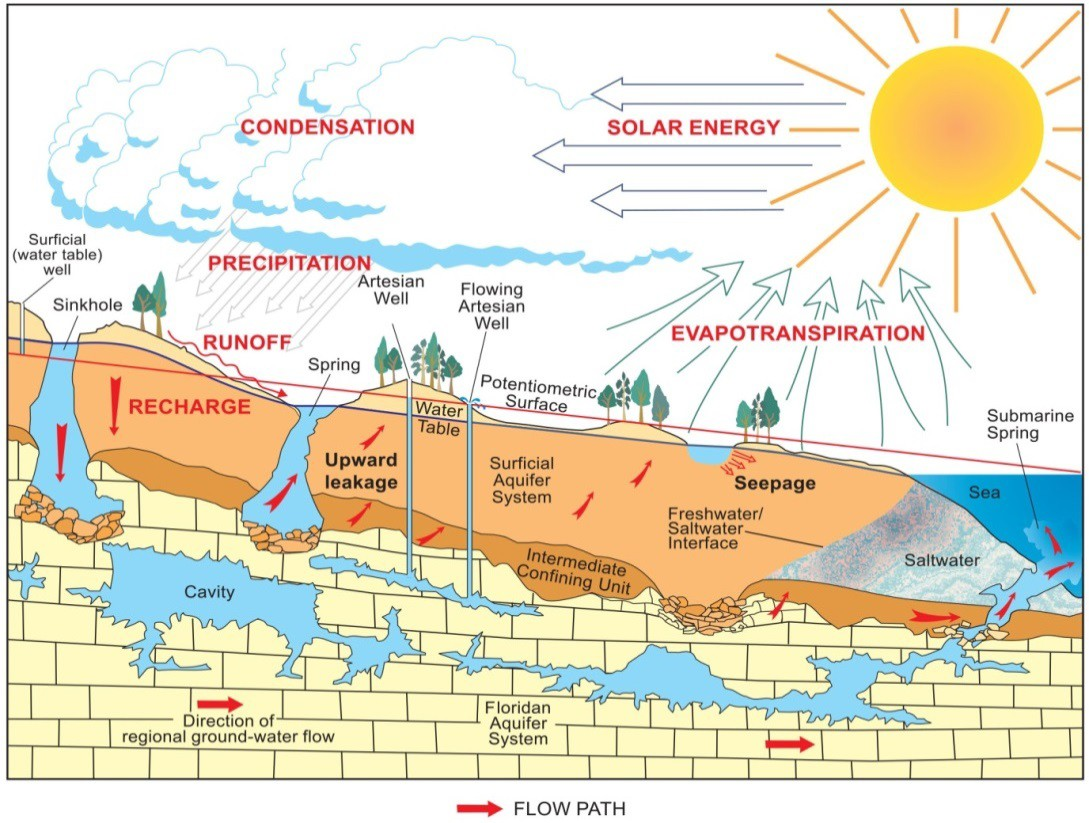 CONDENSATION
SOLAR ENERGY
Surficial
(water table)
well
PRECIPITATION
Sinkhole
Artesian
Well
Flowing
Artesian
Well
EVAPOTRANSPIRATION
RUNOFF
Spring
Potentiometric
Surface
RECHARGE
Water
Table
Submarine
Spring
Upward
leakage
Surficial
Aquifer
System
Seepage
Sea
Freshwater/
Saltwater
Interface
Saltwater
Intermediate
Confining Unit
Cavity
Direction of
regional ground-water flow
Floridan
Aquifer
System
FLOW PATH